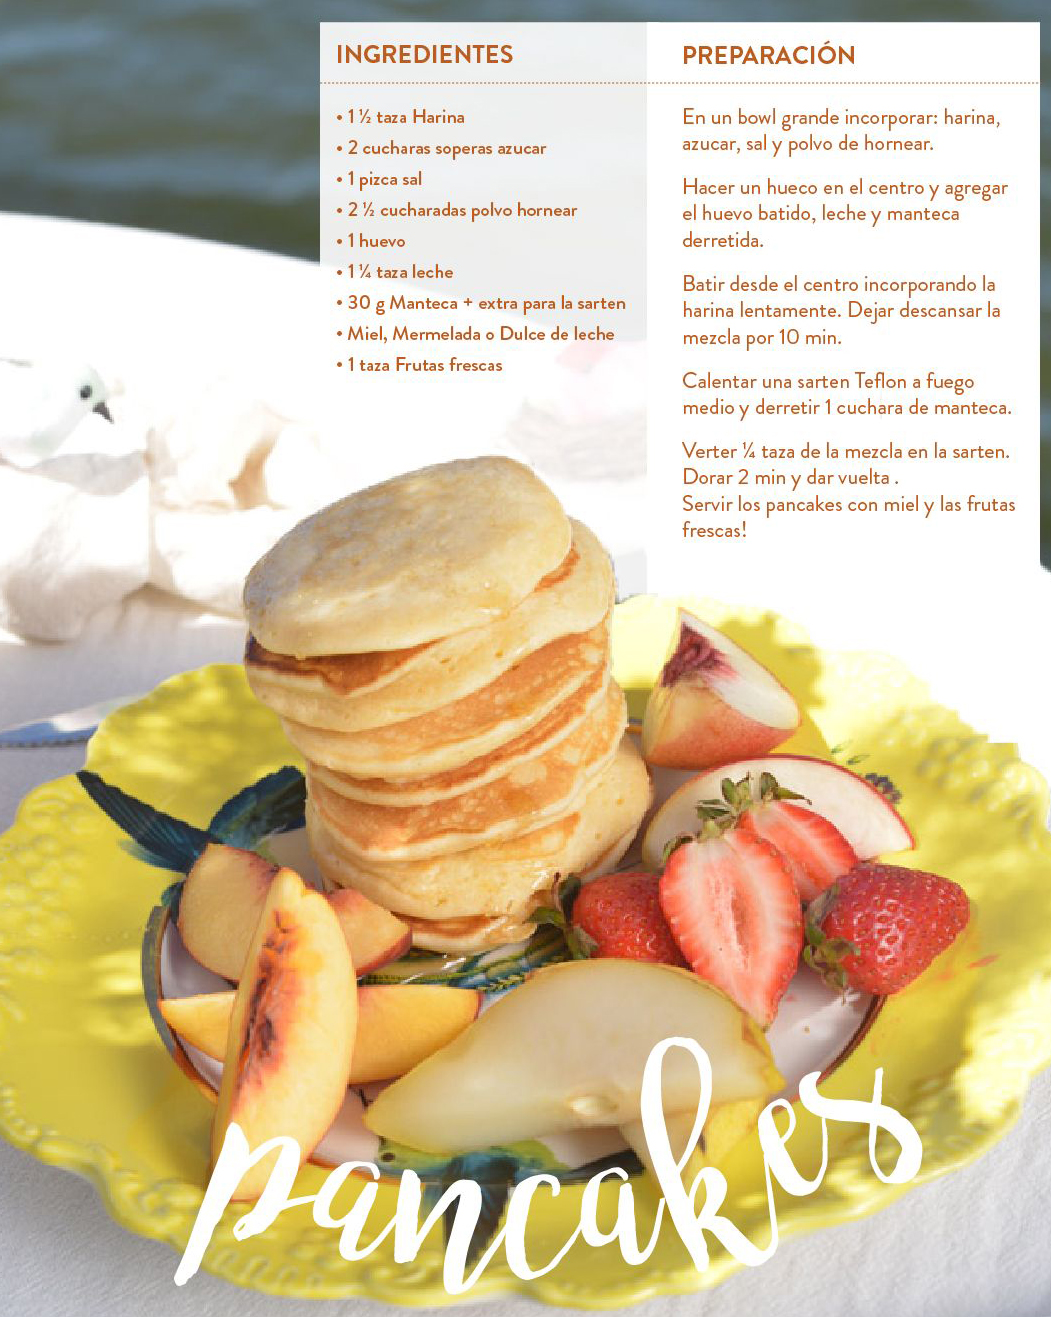 INGREDIENTES
• 1 ½ taza Harina
• 2 cucharas soperas azucar
• 1 pizca sal
• 2 ½ cucharadas polvo hornear
• 1 huevo
• 1 ¼ taza leche
• 30 g Manteca + extra para la sarten
• Miel, Mermelada o Dulce de leche
• 1 taza Frutas frescas
PREPARACIÓN
En un bowl grande incorporar: harina,
azucar, sal y polvo de hornear.
Hacer un hueco en el centro y agregar
el huevo batido, leche y manteca
derretida.
Batir desde el centro incorporando la
harina lentamente. Dejar descansar la
mezcla por 10 min.
Calentar una sarten Teflon a fuego
medio y derretir 1 cuchara de manteca.
Verter ¼ taza de la mezcla en la sarten.
Dorar 2 min y dar vuelta .
Servir los pancakes con miel y las frutas
frescas!
pancakes